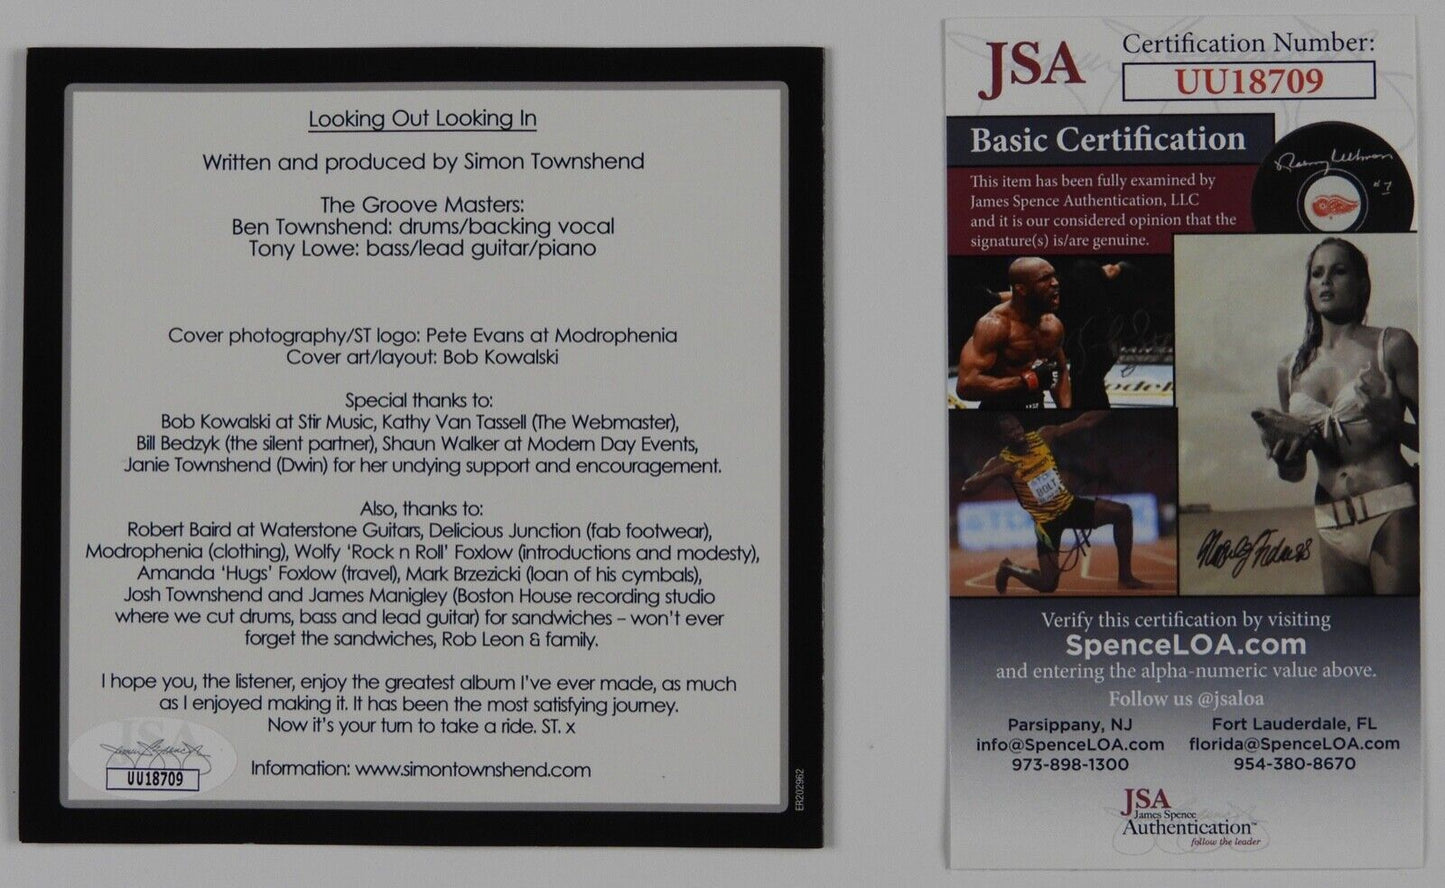 Looking Out Looking In
Written and produced by Simon Townshend
The Groove Masters:
Ben Townshend: drums/backing vocal
Tony Lowe: bass/lead guitar/piano
Cover photography/ST logo: Pete Evans at Modrophenia
Cover art/layout: Bob Kowalski
Special thanks to:
Bob Kowalski at Stir Music, Kathy Van Tassell (The Webmaster),
Bill Bedzyk (the silent partner), Shaun Walker at Modern Day Events,
Janie Townshend (Dwin) for her undying support and encouragement.
Also, thanks to:
Robert Baird at Waterstone Guitars, Delicious Junction (fab footwear),
Modrophenia (clothing), Wolfy ‘Rock n Roll’ Foxlow (introductions and modesty),
Amanda ‘Hugs’ Foxlow (travel), Mark Brzezicki (loan of his cymbals),
Josh Townshend and James Manigley (Boston House recording studio
where we cut drums, bass and lead guitar) for sandwiches – won’t ever
forget the sandwiches, Rob Leon & family.
I hope you, the listener, enjoy the greatest album I’ve ever made, as much
as I enjoyed making it. It has been the most satisfying journey.
Now it’s your turn to take a ride. ST. x
Information: www.simontownshend.com
JSA
UU18709
ER202962
JSA
Certification Number:
UU18709
Basic Certification
This item has been fully examined by
James Spence Authentication, LLC
and it is our considered opinion that the
signature(s) is/are genuine.
#7
BOLT
Verify this certification by visiting
SpenceLOA.com
and entering the alpha-numeric value above.
Follow us @jsaloa
Parsippany, NJ
info@SpenceLOA.com
973-898-1300
Fort Lauderdale, FL
florida@SpenceLOA.com
954-380-8670
JSA
James Spence
Authentication™
follow the leader